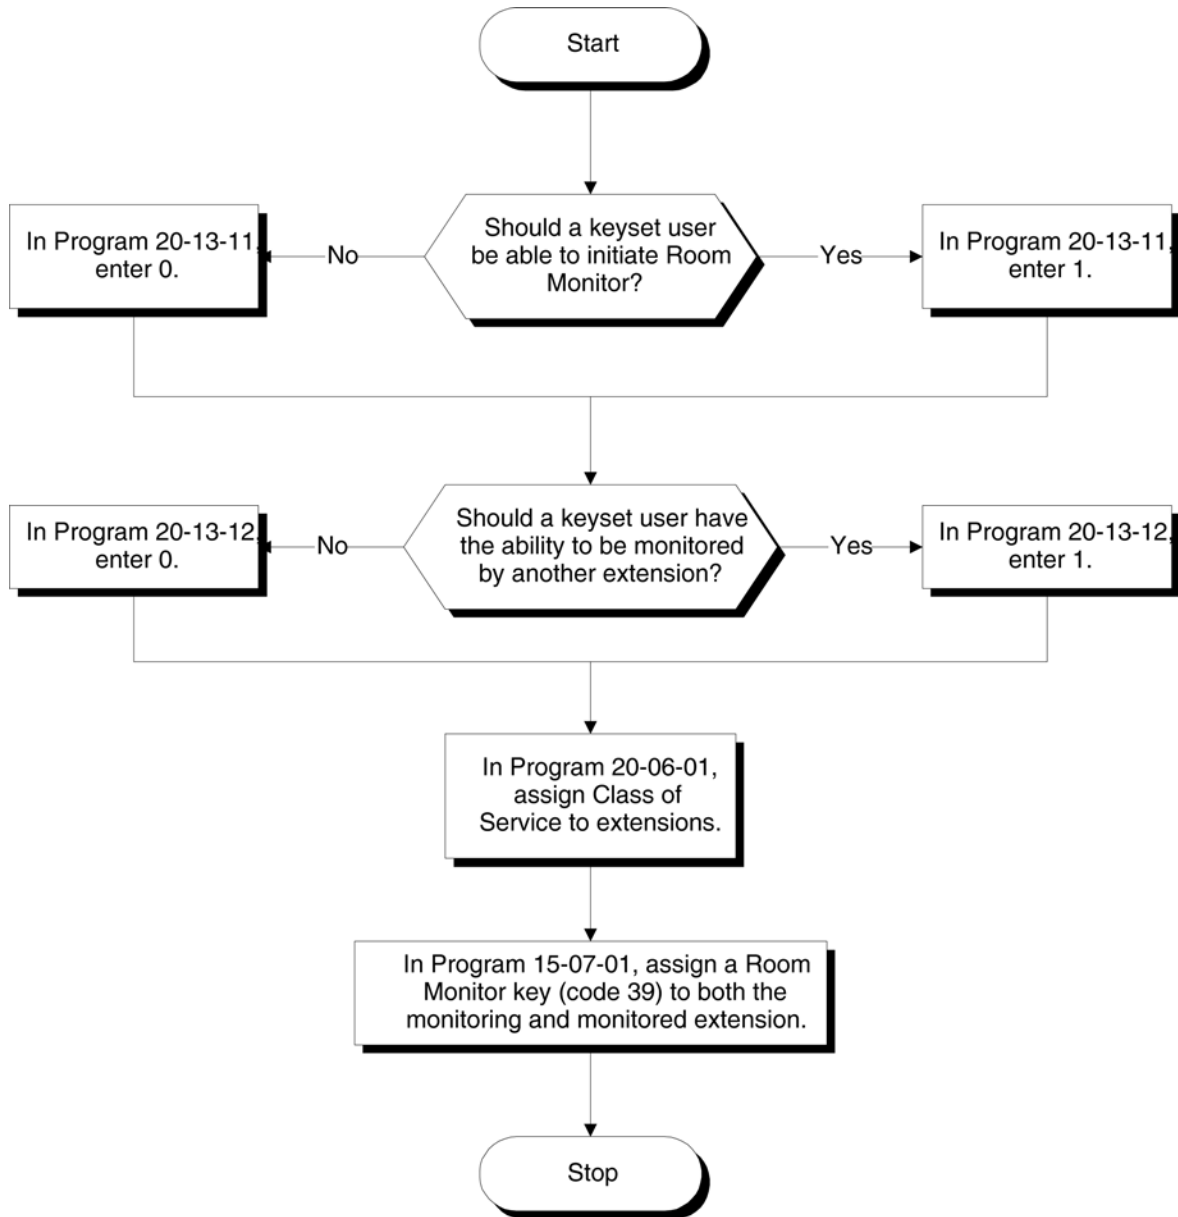 Start
Should a keyset user
be able to initiate Room
Monitor?
No
In Program 20-13-11,
enter 0.
Yes
In Program 20-13-11,
enter 1.
Should a keyset user have
the ability to be monitored
by another extension?
No
In Program 20-13-12,
enter 0.
Yes
In Program 20-13-12,
enter 1.
In Program 20-06-01,
assign Class of
Service to extensions.
In Program 15-07-01, assign a Room
Monitor key (code 39) to both the
monitoring and monitored extension.
Stop